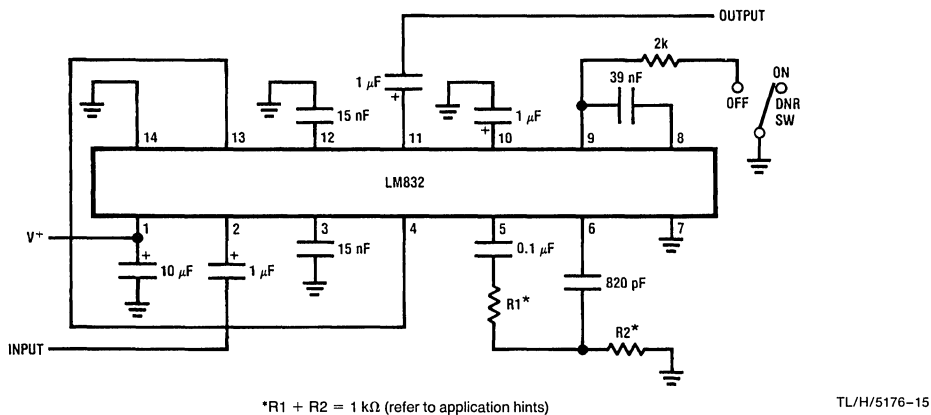 OUTPUT
2k
1 μF
+
39 nF
ON
OFF
DNR
SW
15 nF
1 μF
+
14
13
12
11
10
9
8
LM832
1
2
3
4
5
6
7
V+
+
10 μF
+
1 μF
15 nF
0.1 μF
820 pF
R1*
R2*
INPUT
*R1 + R2 = 1 kΩ (refer to application hints)
TL/H/5176-15